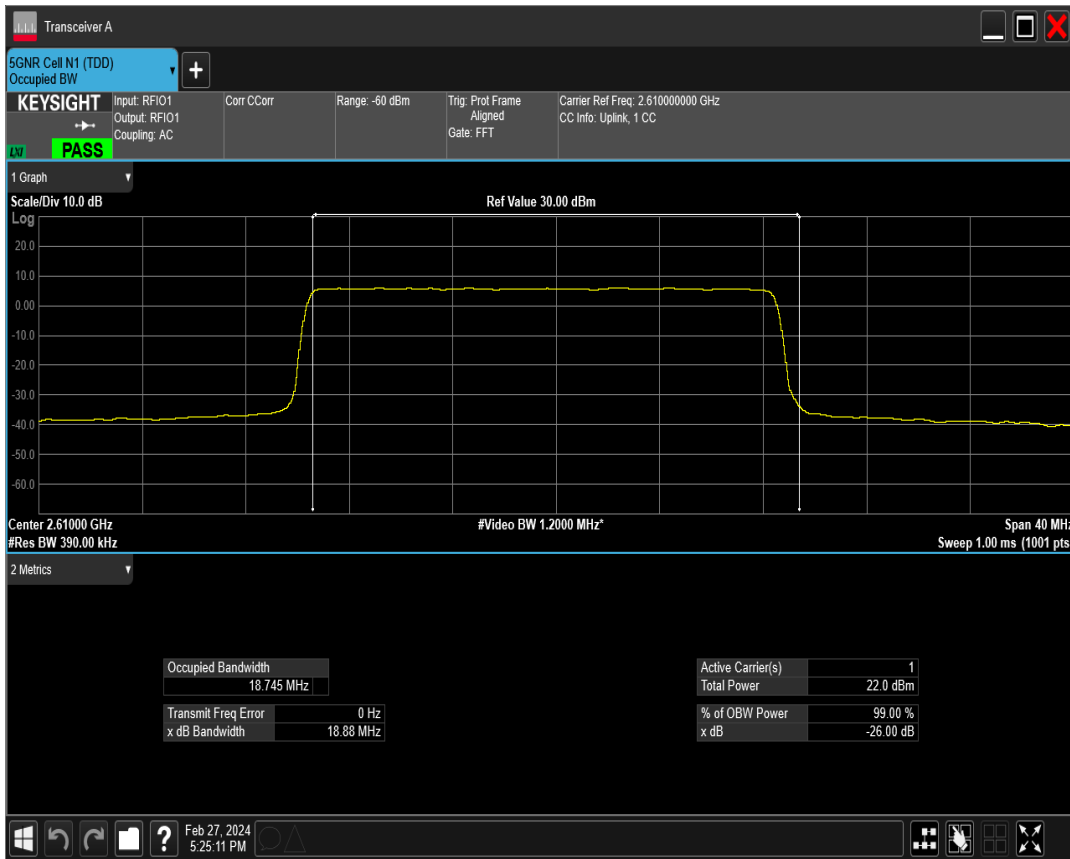 Transceiver A
5GNR Cell N1 (TDD)
Occupied BW
+
KEYSIGHT
LXI
PASS
Input: RFIO1
Output: RFIO1
Coupling: AC
Corr CCorr
Range: -60 dBm
Trig: Prot Frame
Aligned
Gate: FFT
Carrier Ref Freq: 2.610000000 GHz
CC Info: Uplink, 1 CC
1 Graph
Scale/Div 10.0 dB
Ref Value 30.00 dBm
Log
20.0
10.0
0.00
-10.0
-20.0
-30.0
-40.0
-50.0
-60.0
Center 2.61000 GHz
#Video BW 1.2000 MHz*
Span 40 MHz
#Res BW 390.00 kHz
Sweep 1.00 ms (1001 pts
2 Metrics
Occupied Bandwidth
18.745 MHz
Transmit Freq Error 0 Hz
x dB Bandwidth 18.88 MHz
Active Carrier(s) 1
Total Power 22.0 dBm
% of OBW Power 99.00 %
x dB -26.00 dB
?
Feb 27, 2024
5:25:11 PM